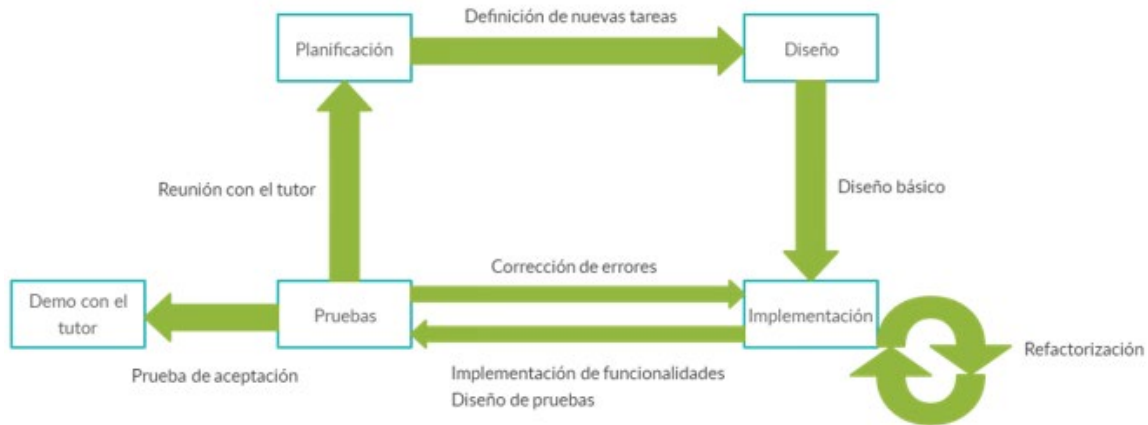 Definición de nuevas tareas
Planificación
Diseño
Reunión con el tutor
Diseño básico
Corrección de errores
Demo con el
tutor
Pruebas
Implementación
Refactorización
Prueba de aceptación
Implementación de funcionalidades
Diseño de pruebas